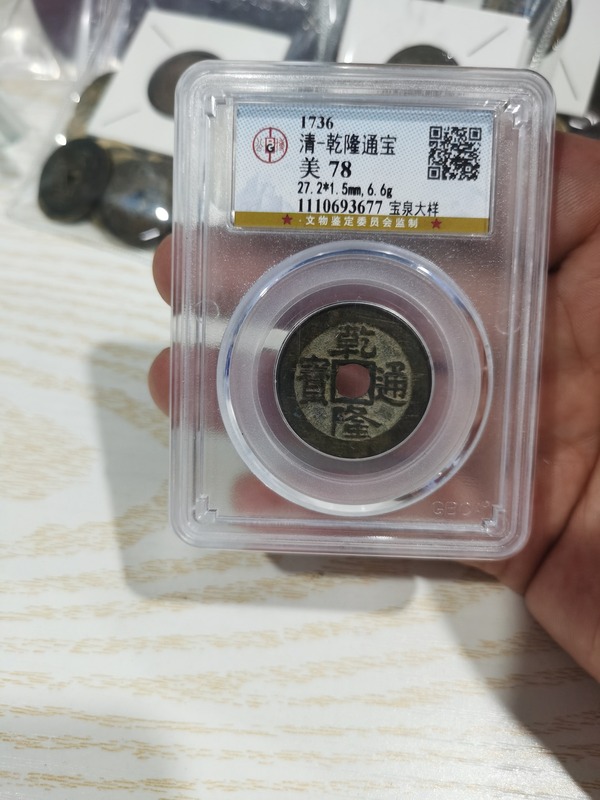 1736
清-乾隆通宝
美 78
27.2*1.5mm,6.6g
1110693677 宝泉大样
★·文物鉴定委员会监制 ★
乾
寶 通
隆